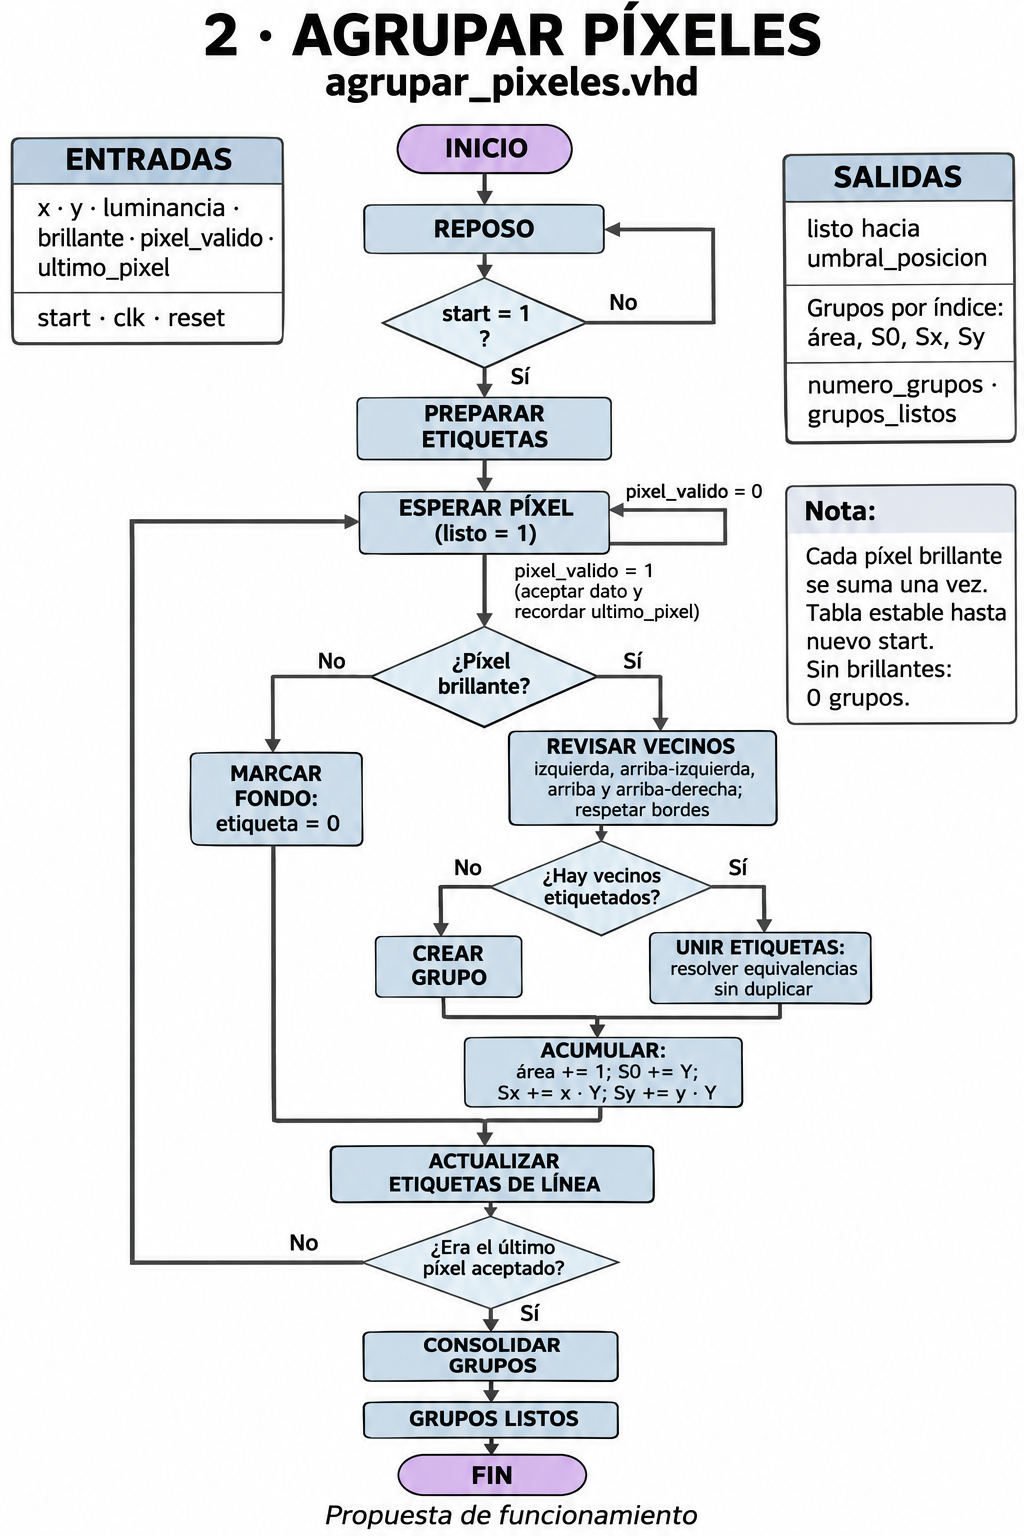 2 · AGRUPAR PÍXELES
agrupar_pixeles.vhd
ENTRADAS
x · y · luminancia ·
brillante · pixel_valido ·
ultimo_pixel
start · clk · reset
INICIO
REPOSO
start = 1
?
No
Sí
SALIDAS
listo hacia
umbral_posicion
Grupos por índice:
área, S0, Sx, Sy
numero_grupos ·
grupos_listos
PREPARAR
ETIQUETAS
ESPERAR PÍXEL
(listo = 1)
pixel_valido = 0
pixel_valido = 1
(aceptar dato y
recordar ultimo_pixel)
Nota:
Cada píxel brillante
se suma una vez.
Tabla estable hasta
nuevo start.
Sin brillantes:
0 grupos.
¿Píxel
brillante?
No
Sí
MARCAR
FONDO:
etiqueta = 0
REVISAR VECINOS
izquierda, arriba-izquierda,
arriba y arriba-derecha;
respetar bordes
¿Hay vecinos
etiquetados?
No
Sí
CREAR
GRUPO
UNIR ETIQUETAS:
resolver equivalencias
sin duplicar
ACUMULAR:
área += 1; S0 += Y;
Sx += x · Y; Sy += y · Y
ACTUALIZAR
ETIQUETAS DE LÍNEA
¿Era el último
píxel aceptado?
No
Sí
CONSOLIDAR
GRUPOS
GRUPOS LISTOS
FIN
Propuesta de funcionamiento